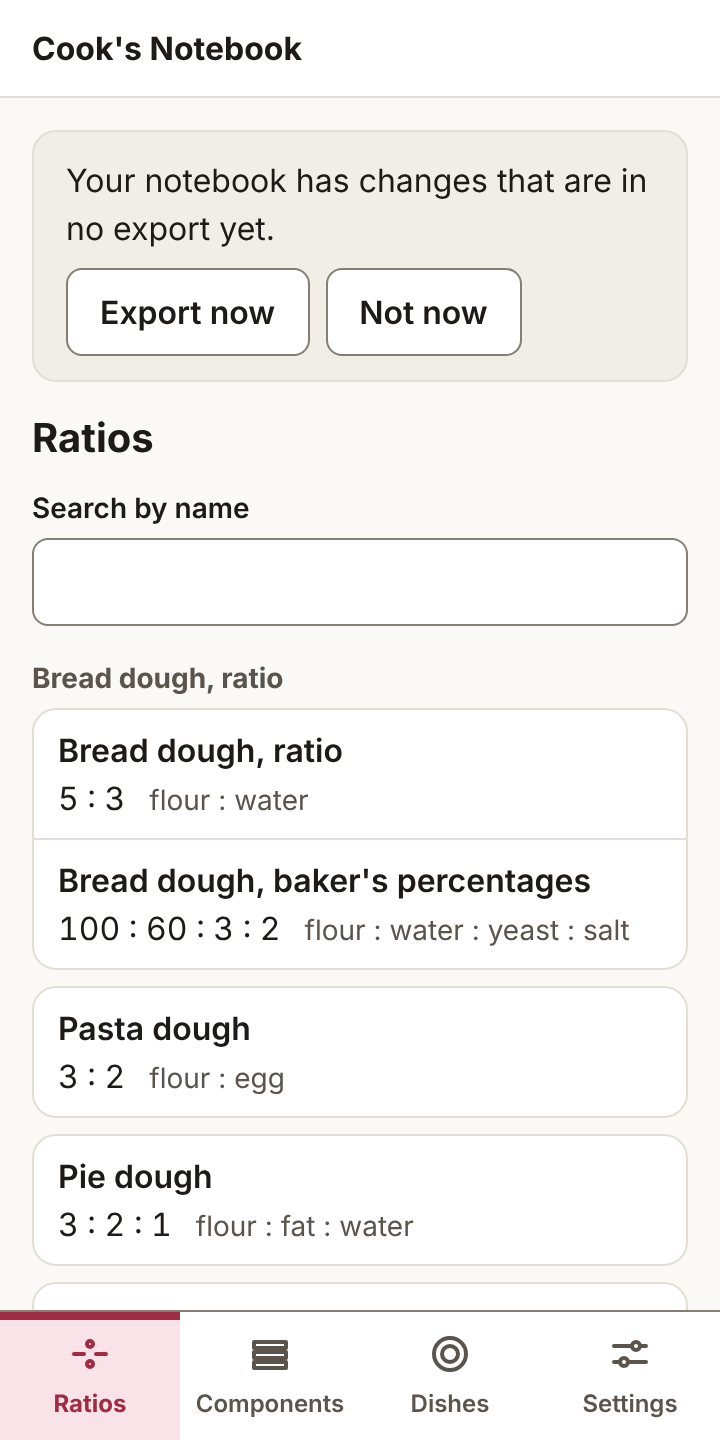 Cook's Notebook
Your notebook has changes that are in
no export yet.
Export now
Not now
Ratios
Search by name
Bread dough, ratio
Bread dough, ratio
5 : 3 flour : water
Bread dough, baker's percentages
100 : 60 : 3 : 2 flour : water : yeast : salt
Pasta dough
3 : 2 flour : egg
Pie dough
3 : 2 : 1 flour : fat : water
Ratios
Components
Dishes
Settings